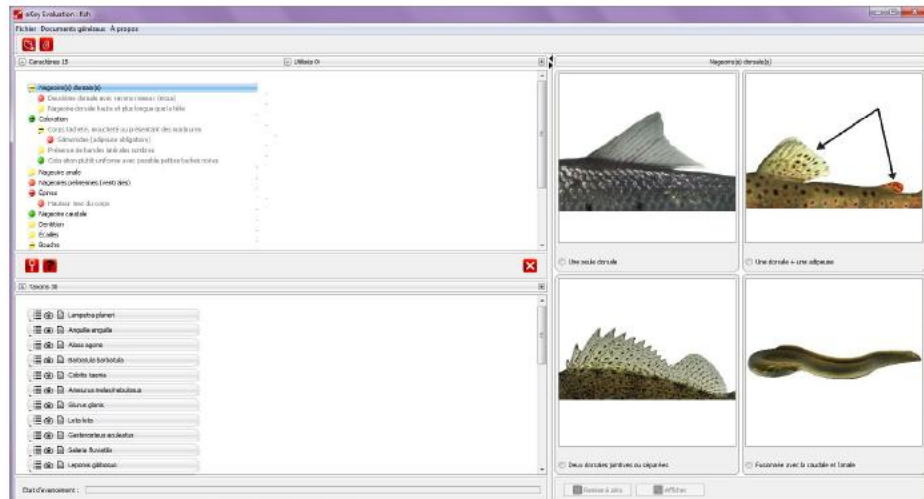 eKey Evaluation : fish
Fichier Documents généraux À propos
Caractères 15
Utilisés 0
Nageoire(s) dorsale(s)
Nageoire(s) dorsale(s)
Deuxième dorsale avec rayons osseux (mous)
Nageoire dorsale haute et plus longue que la tête
Coloration
Corps tacheté, moucheté ou présentant des marbrures
Salmonidés (adipeuse obligatoire)
Présence de bandes latérales sombres
Coloration plutôt uniforme avec possible petites taches noires
Nageoire anale
Nageoires pelviennes (ventrales)
Épines
Hauteur max du corps
Nageoire caudale
Dentition
Écailles
Bouche
Une seule dorsale
Une dorsale + une adipeuse
Taxons 38
Lampetra planeri
Anguilla anguilla
Alosa agone
Barbatula barbatula
Cobitis taenia
Ameiurus melas/nebulosus
Silurus glanis
Lota lota
Gasterosteus aculeatus
Salaria fluviatilis
Lepomis gibbosus
Deux dorsales jointives ou séparées
Fusionnée avec la caudale et l'anale
État d'avancement :
Remise à zéro
Afficher